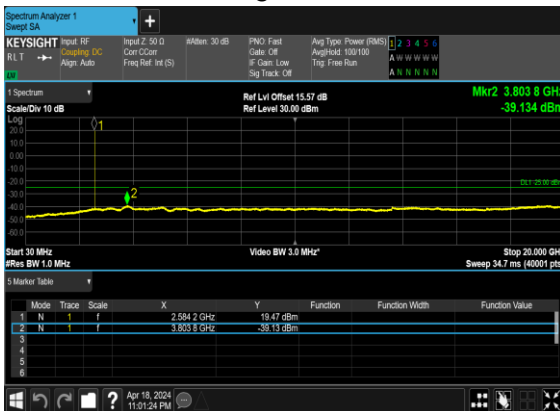 Spectrum Analyzer 1
Swept SA
KEYSIGHT Input: RF Input Z: 50 Ω #Atten: 30 dB PNO: Fast Avg Type: Power (RMS) 1 2 3 4 5 6
R L T Coupling: DC Corr CCorr Gate: Off Avg|Hold: 100/100 A W W W W W
Align: Auto Freq Ref: Int (S) IF Gain: Low Trig: Free Run
Sig Track: Off A N N N N N
1 Spectrum
Scale/Div 10 dB Ref Lvl Offset 15.57 dB Mkr2 3.803 8 GHz
Ref Level 30.00 dBm -39.134 dBm
Log
20.0
10.0
0.00
-10.0
-20.0
-30.0
-40.0
-50.0
-60.0
1
2
DL1 -25.00 dBm
Start 30 MHz Video BW 3.0 MHz* Stop 20.000 GH
#Res BW 1.0 MHz Sweep 34.7 ms (40001 pts
5 Marker Table
Mode Trace Scale X Y Function Function Width Function Value
1 N 1 f 2.584 2 GHz 19.47 dBm
2 N 1 f 3.803 8 GHz -39.13 dBm
3
4
5
6
? Apr 18, 2024
11:01:24 PM